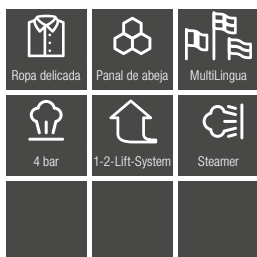 Ropa delicada
Panal de abeja
MultiLingua
4 bar
1-2-Lift-System
Steamer